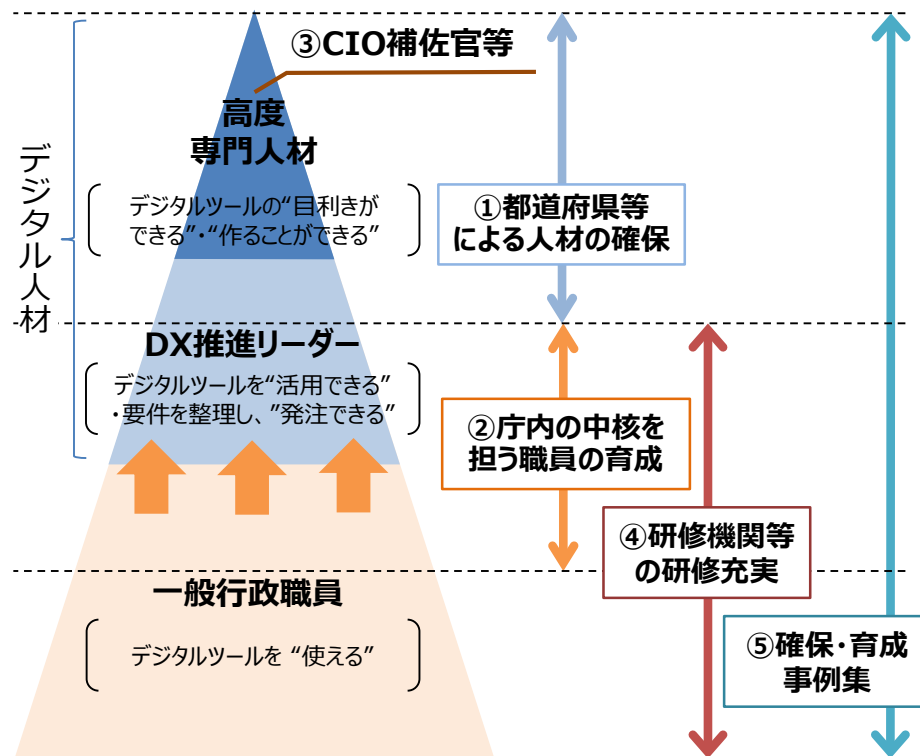 ③CIO補佐官等
高度
専門人材
デジタルツールの“目利きが
できる”・“作ることができる”
デジタル人材
①都道府県等
による人材の確保
DX推進リーダー
デジタルツールを“活用できる”
・要件を整理し、”発注できる”
②庁内の中核を
担う職員の育成
④研修機関等
の研修充実
一般行政職員
デジタルツールを “使える”
⑤確保・育成
事例集